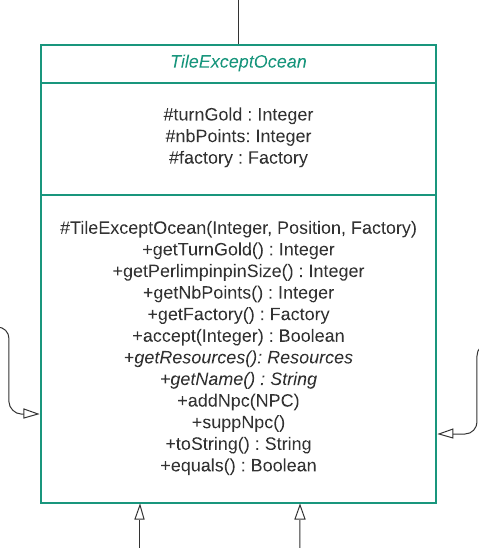 TileExceptOcean
#turnGold : Integer
#nbPoints: Integer
#factory : Factory
#TileExceptOcean(Integer, Position, Factory)
+getTurnGold() : Integer
+getPerlimpinpinSize() : Integer
+getNbPoints() : Integer
+getFactory() : Factory
+accept(Integer) : Boolean
+getResources(): Resources
+getName() : String
+addNpc(NPC)
+suppNpc()
+toString() : String
+equals() : Boolean